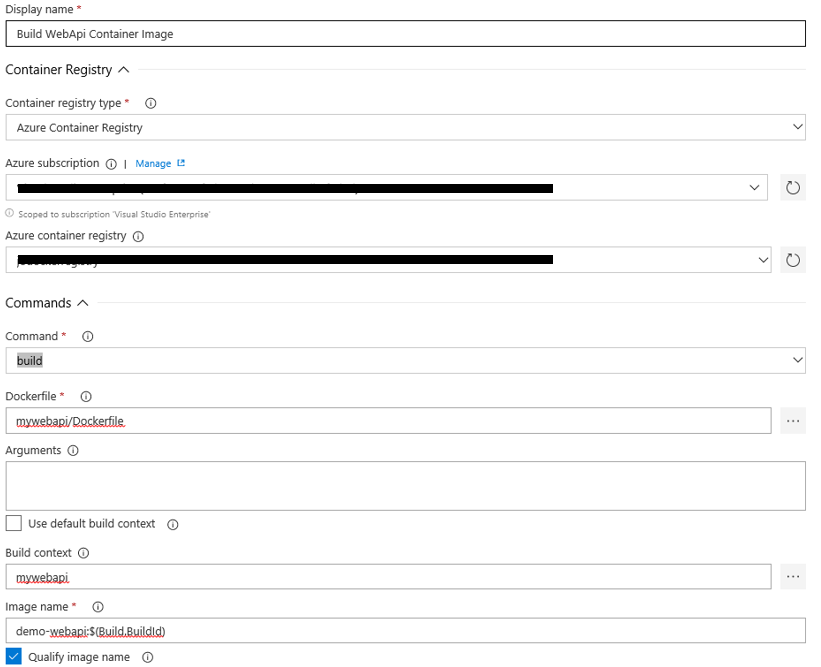 Display name *
Build WebApi Container Image
Container Registry
Container registry type *
Azure Container Registry
Azure subscription | Manage
Scoped to subscription 'Visual Studio Enterprise'
Azure container registry
Commands
Command *
build
Dockerfile *
mywebapi/Dockerfile
Arguments
Use default build context
Build context
mywebapi
Image name *
demo-webapi:$(Build.BuildId)
Qualify image name